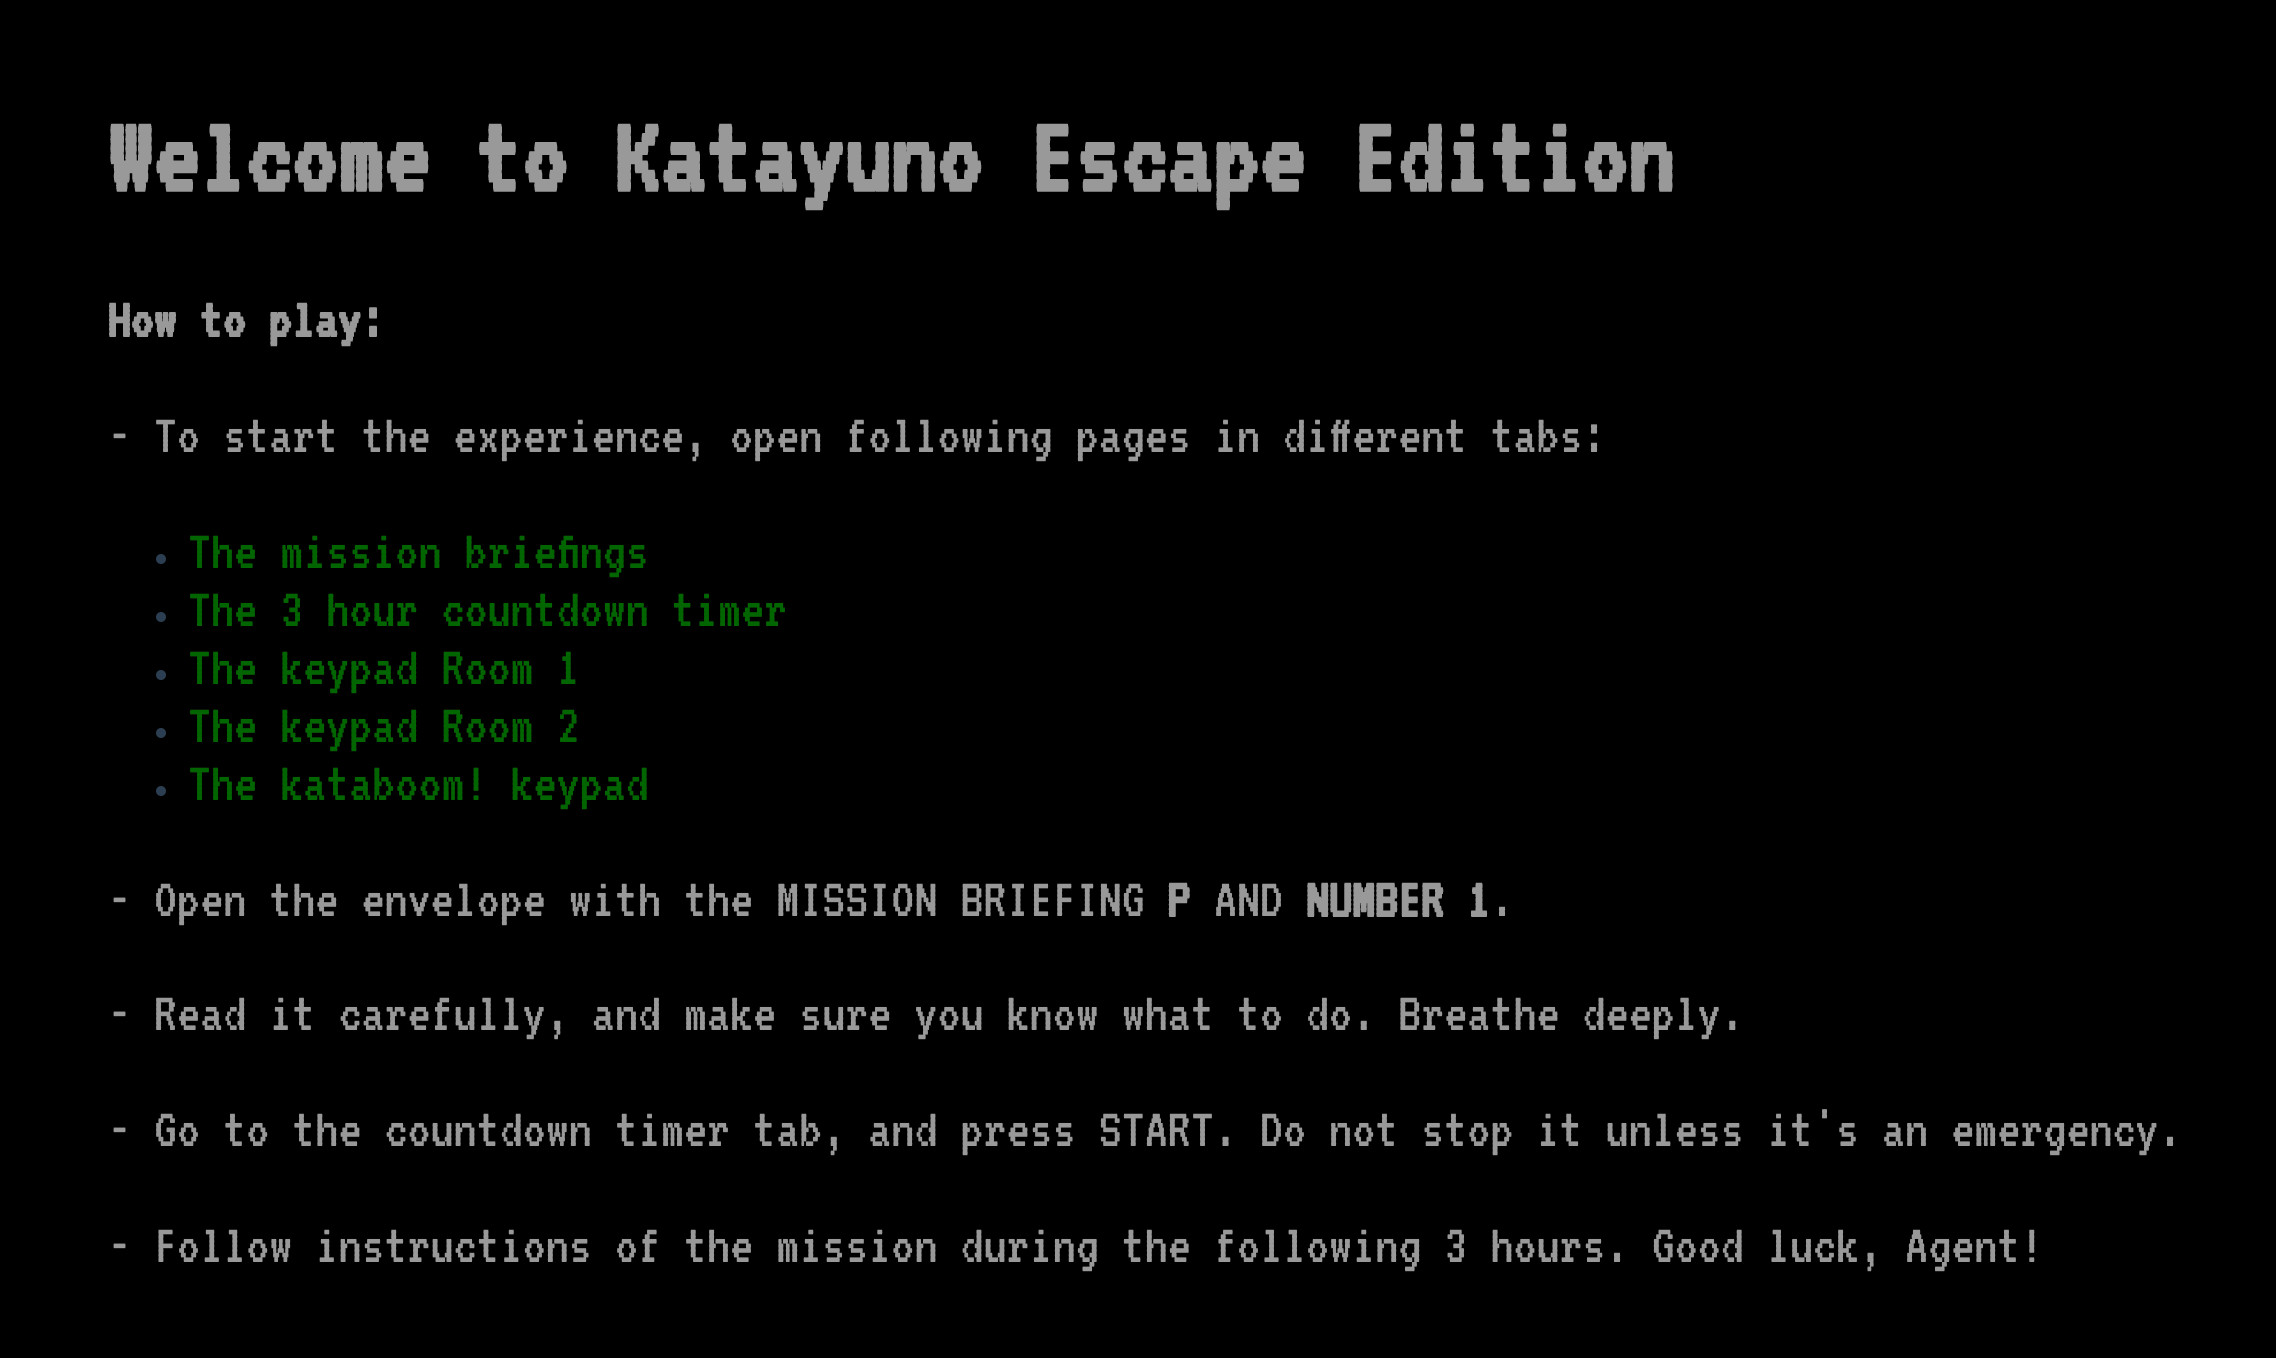 Welcome to Katayuno Escape Edition
How to play:
- To start the experience, open following pages in different tabs:
• The mission briefings
• The 3 hour countdown timer
• The keypad Room 1
• The keypad Room 2
• The kataboom! keypad
- Open the envelope with the MISSION BRIEFING P AND NUMBER 1.
- Read it carefully, and make sure you know what to do. Breathe deeply.
- Go to the countdown timer tab, and press START. Do not stop it unless it's an emergency.
- Follow instructions of the mission during the following 3 hours. Good luck, Agent!